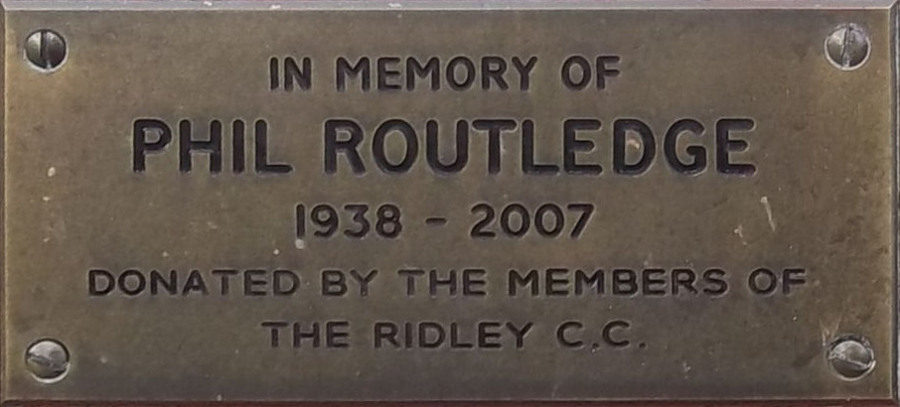 IN MEMORY OF
PHIL ROUTLEDGE
1938 - 2007
DONATED BY THE MEMBERS OF
THE RIDLEY C.C.